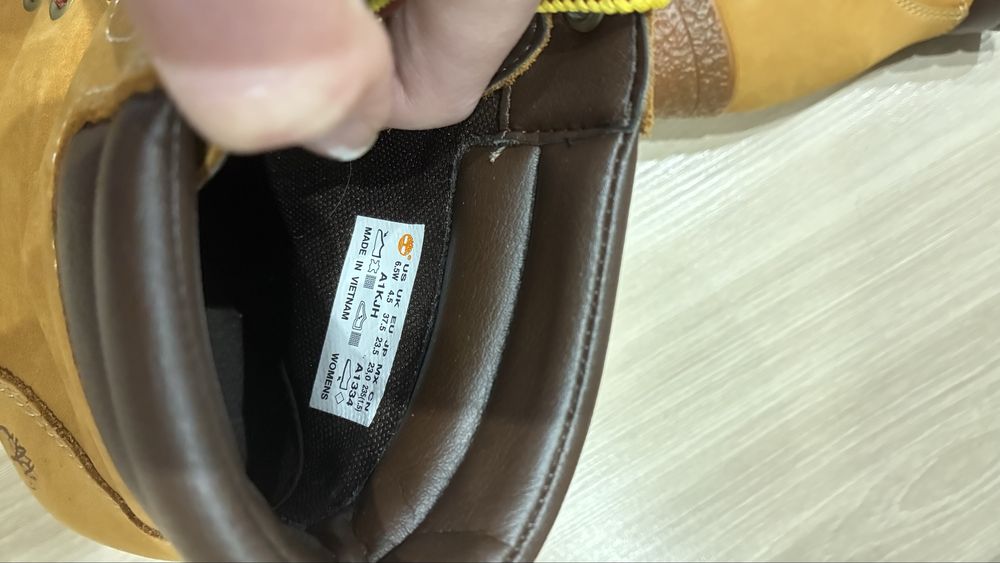 US UK EU JP MX CN
6.5W 4.5 37.5 23.5 23,0 235(1.5)
A1KJH A1334
MADE IN VIETNAM WOMENS